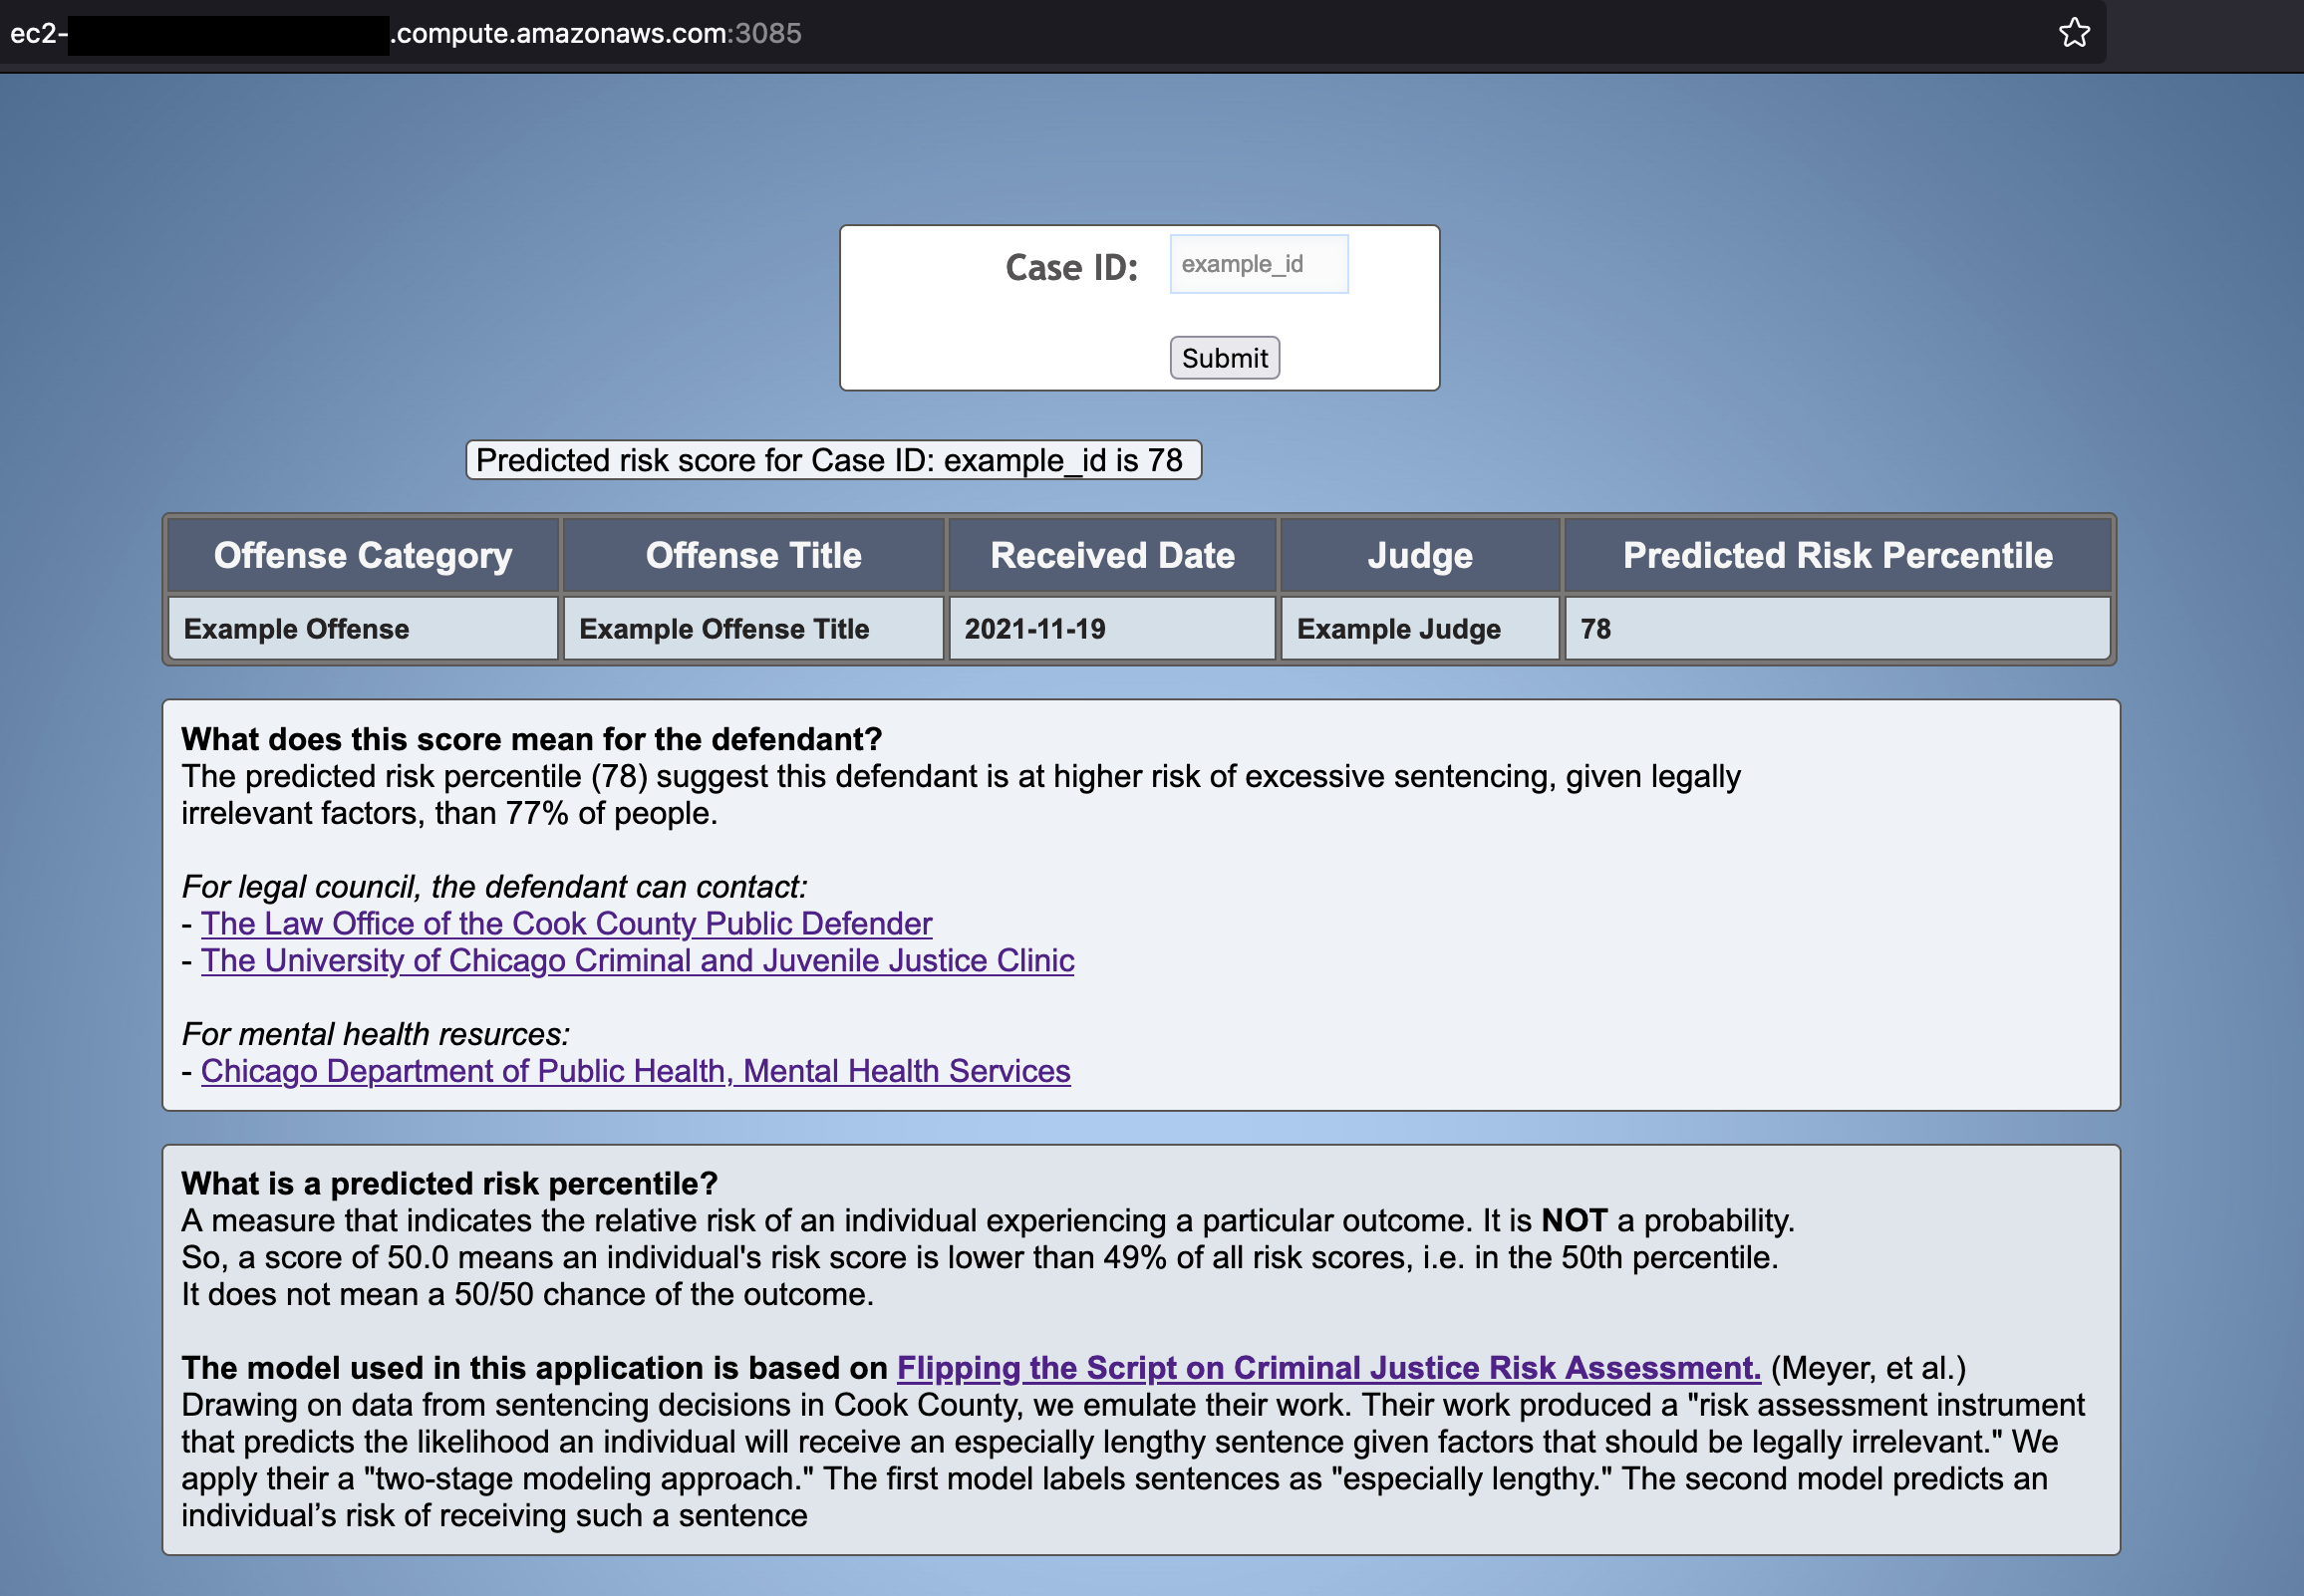 ec2-
.compute.amazonaws.com:3085
Case ID: example_id
Submit
Predicted risk score for Case ID: example_id is 78
Offense Category Offense Title Received Date Judge Predicted Risk Percentile
Example Offense Example Offense Title 2021-11-19 Example Judge 78
What does this score mean for the defendant?
The predicted risk percentile (78) suggest this defendant is at higher risk of excessive sentencing, given legally
irrelevant factors, than 77% of people.
For legal council, the defendant can contact:
- The Law Office of the Cook County Public Defender
- The University of Chicago Criminal and Juvenile Justice Clinic
For mental health resurces:
- Chicago Department of Public Health, Mental Health Services
What is a predicted risk percentile?
A measure that indicates the relative risk of an individual experiencing a particular outcome. It is NOT a probability.
So, a score of 50.0 means an individual's risk score is lower than 49% of all risk scores, i.e. in the 50th percentile.
It does not mean a 50/50 chance of the outcome.
The model used in this application is based on Flipping the Script on Criminal Justice Risk Assessment. (Meyer, et al.)
Drawing on data from sentencing decisions in Cook County, we emulate their work. Their work produced a "risk assessment instrument
that predicts the likelihood an individual will receive an especially lengthy sentence given factors that should be legally irrelevant." We
apply their a "two-stage modeling approach." The first model labels sentences as "especially lengthy." The second model predicts an
individual’s risk of receiving such a sentence